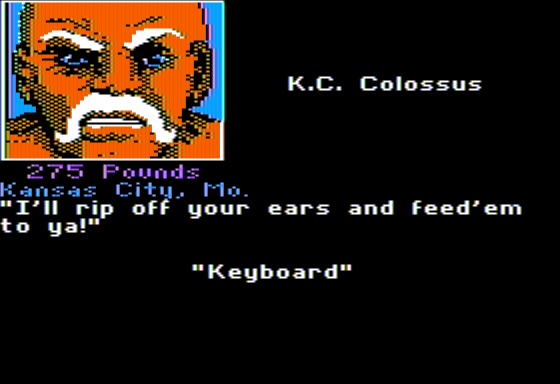 K.C. Colossus
275 Pounds
Kansas City, Mo.
"I'll rip off your ears and feed'em
to ya!"
"Keyboard"